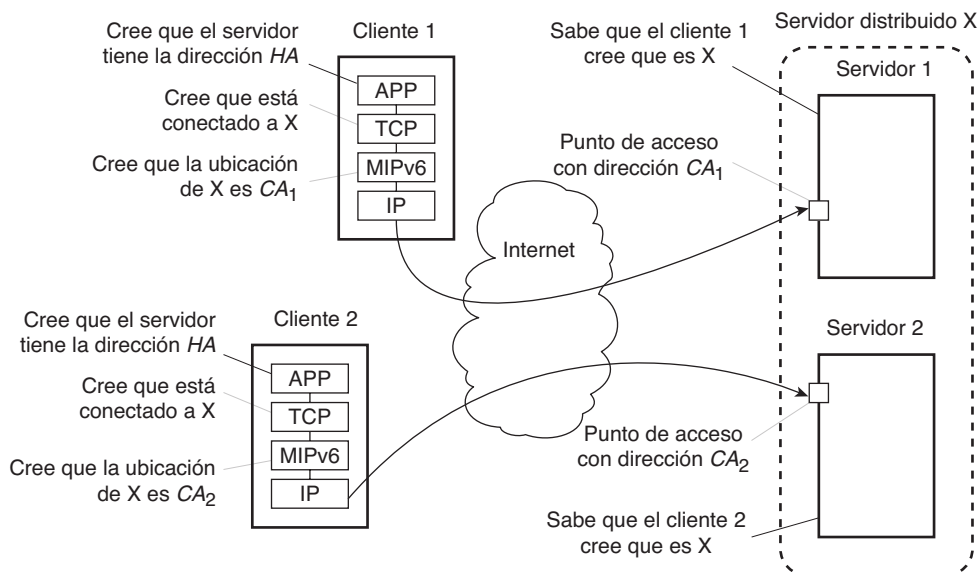 Cree que el servidor
tiene la dirección HA
Cliente 1
APP
Cree que está
conectado a X
TCP
Cree que la ubicación
de X es CA1
MIPv6
IP
Sabe que el cliente 1
cree que es X
Servidor distribuido X
Servidor 1
Punto de acceso
con dirección CA1
Internet
Cree que el servidor
tiene la dirección HA
Cliente 2
APP
Cree que está
conectado a X
TCP
Cree que la ubicación
de X es CA2
MIPv6
IP
Servidor 2
Punto de acceso
con dirección CA2
Sabe que el cliente 2
cree que es X